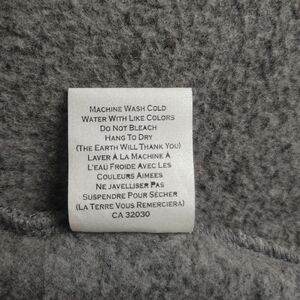 Machine Wash Cold
Water With Like Colors
Do Not Bleach
Hang To Dry
(The Earth Will Thank You)
Laver À La Machine À
L'eau Froide Avec Les
Couleurs Aimees
Ne Javelliser Pas
Suspendre Pour Sécher
(La Terre Vous Remerciera)
CA 32030